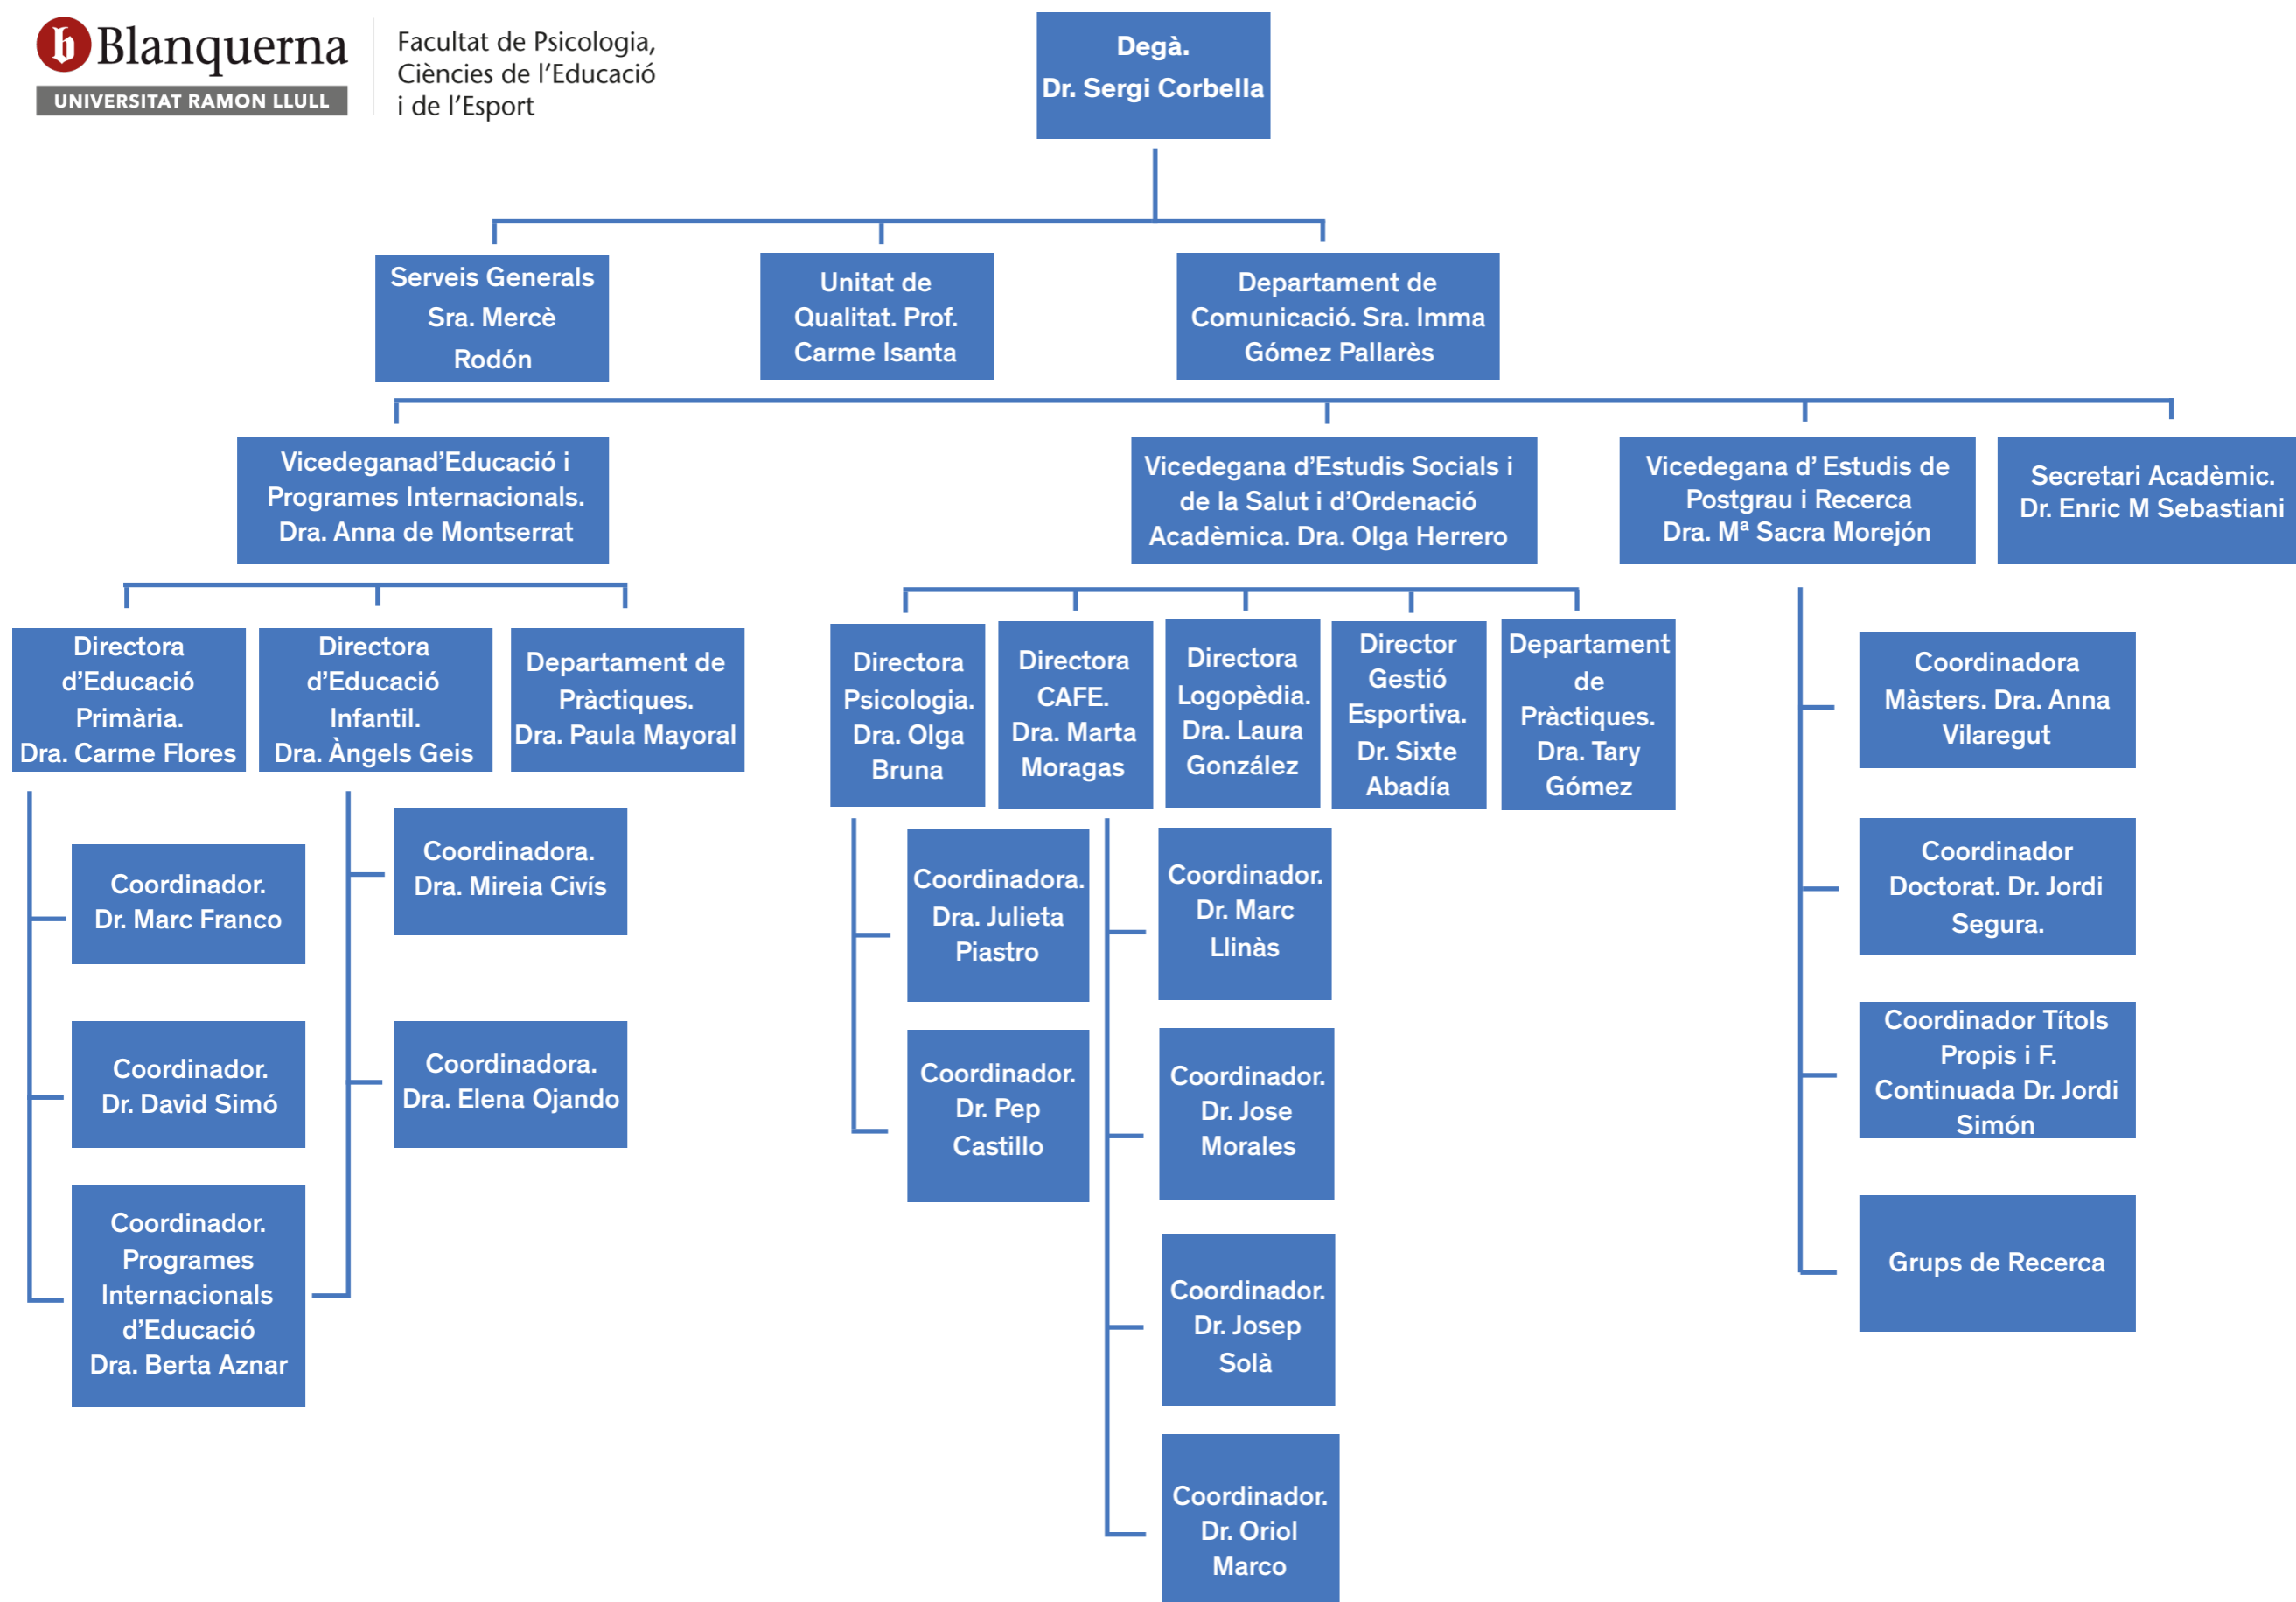 Blanquerna
UNIVERSITAT RAMON LLULL
Facultat de Psicologia,
Ciències de l'Educació
i de l'Esport
Degà.
Dr. Sergi Corbella
Serveis Generals
Sra. Mercè
Rodón
Unitat de
Qualitat. Prof.
Carme Isanta
Departament de
Comunicació. Sra. Imma
Gómez Pallarès
Vicedeganad'Educació i
Programes Internacionals.
Dra. Anna de Montserrat
Vicedegana d'Estudis Socials i
de la Salut i d'Ordenació
Acadèmica. Dra. Olga Herrero
Vicedegana d' Estudis de
Postgrau i Recerca
Dra. Mª Sacra Morejón
Secretari Acadèmic.
Dr. Enric M Sebastiani
Directora
d'Educació
Primària.
Dra. Carme Flores
Directora
d'Educació
Infantil.
Dra. Àngels Geis
Departament de
Pràctiques.
Dra. Paula Mayoral
Directora
Psicologia.
Dra. Olga
Bruna
Directora
CAFE.
Dra. Marta
Moragas
Directora
Logopèdia.
Dra. Laura
González
Director
Gestió
Esportiva.
Dr. Sixte
Abadía
Departament
de
Pràctiques.
Dra. Tary
Gómez
Coordinador.
Dr. Marc Franco
Coordinador.
Dr. David Simó
Coordinador.
Programes
Internacionals
d'Educació
Dra. Berta Aznar
Coordinadora.
Dra. Mireia Civís
Coordinadora.
Dra. Elena Ojando
Coordinadora.
Dra. Julieta
Piastro
Coordinador.
Dr. Pep
Castillo
Coordinador.
Dr. Marc
Llinàs
Coordinador.
Dr. Jose
Morales
Coordinador.
Dr. Josep
Solà
Coordinador.
Dr. Oriol
Marco
Coordinadora
Màsters. Dra. Anna
Vilaregut
Coordinador
Doctorat. Dr. Jordi
Segura.
Coordinador Títols
Propis i F.
Continuada Dr. Jordi
Simón
Grups de Recerca